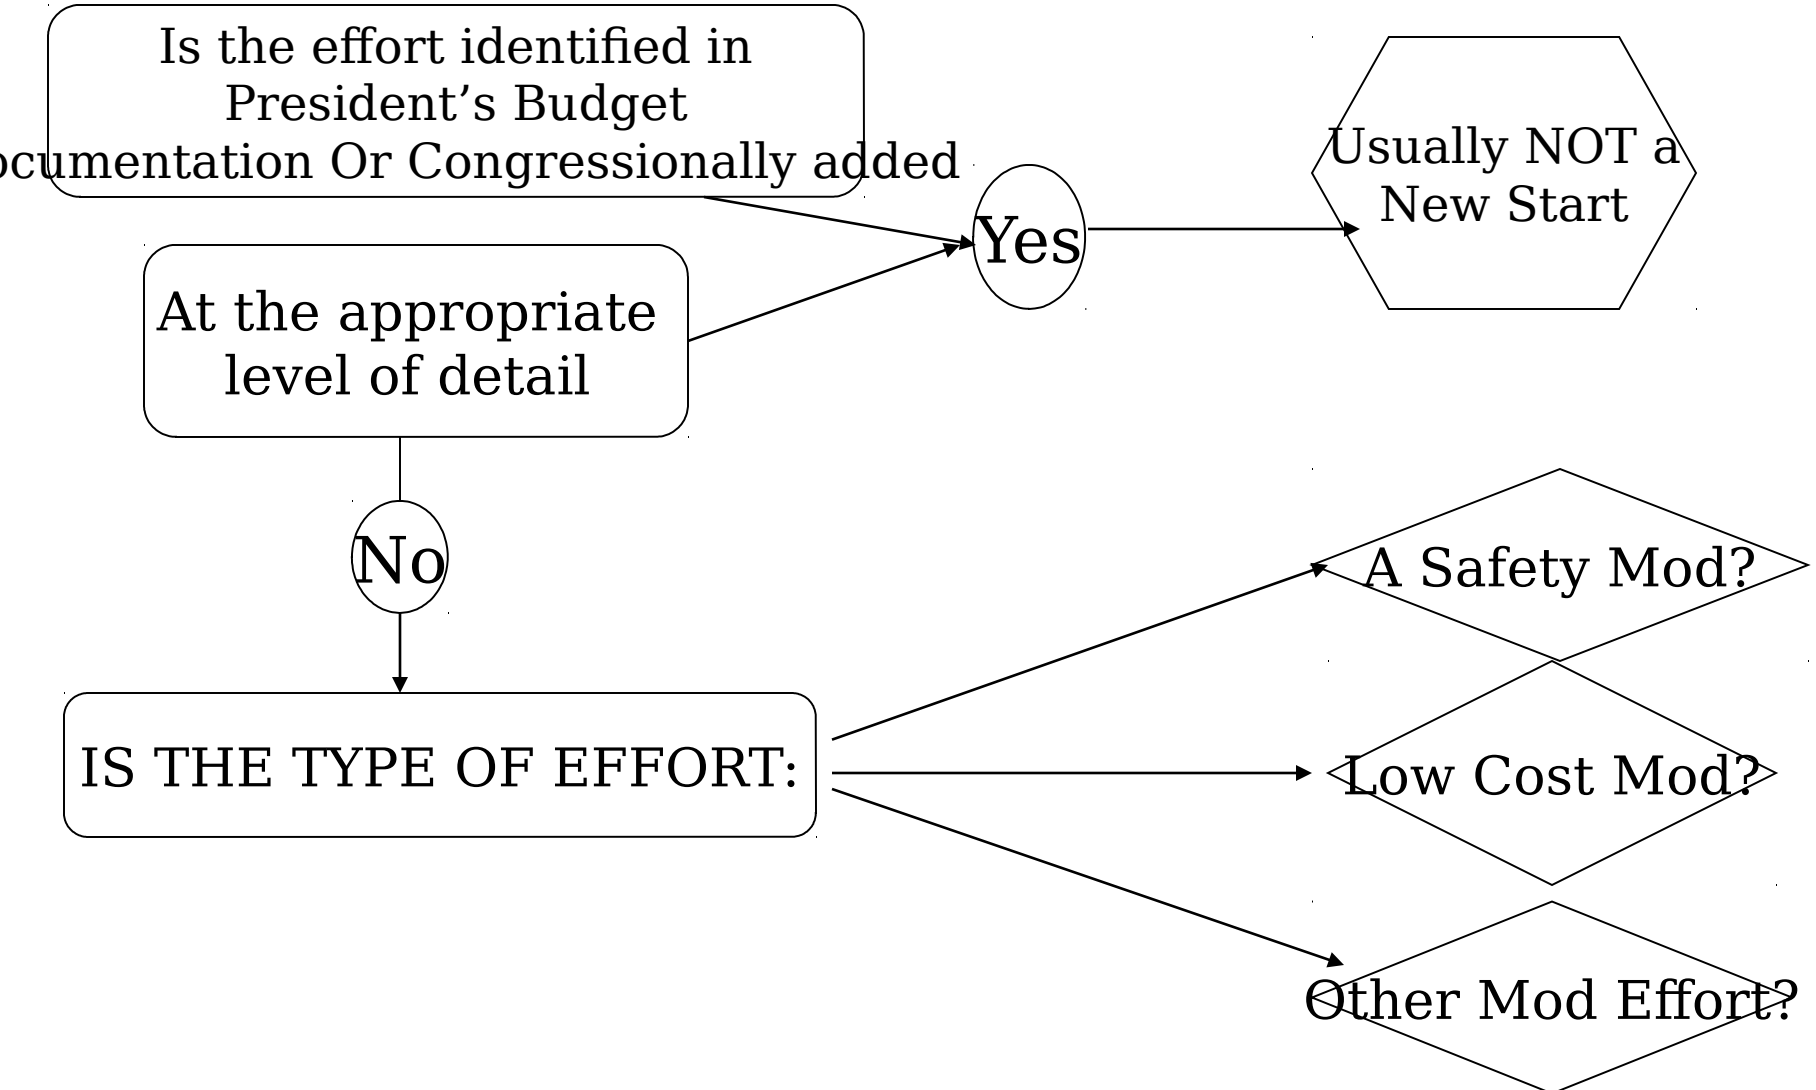 Is the effort identified in
President’s Budget
ocumentation Or Congressionally added
Usually NOT a
New Start
Yes
At the appropriate
level of detail
No
A Safety Mod?
IS THE TYPE OF EFFORT:
Low Cost Mod?
Other Mod Effort?